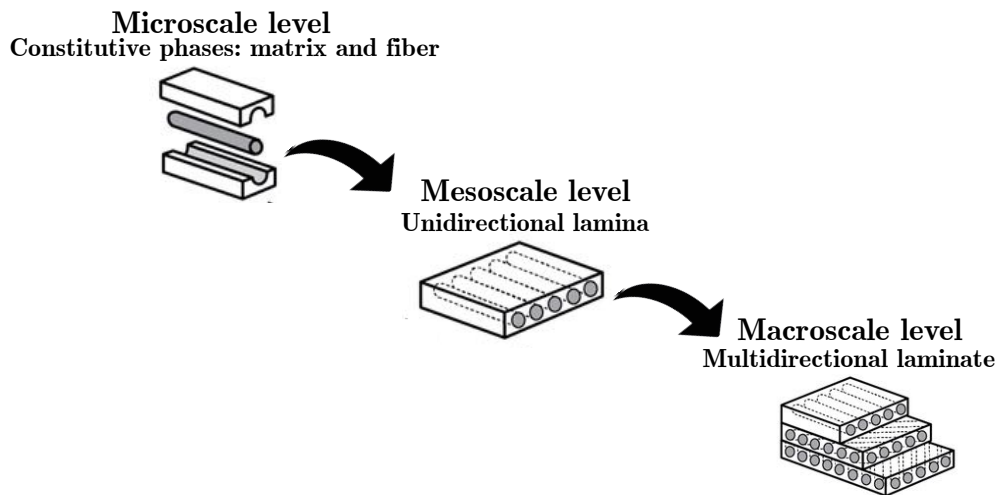 Microscale level
Constitutive phases: matrix and fiber
Mesoscale level
Unidirectional lamina
Macroscale level
Multidirectional laminate